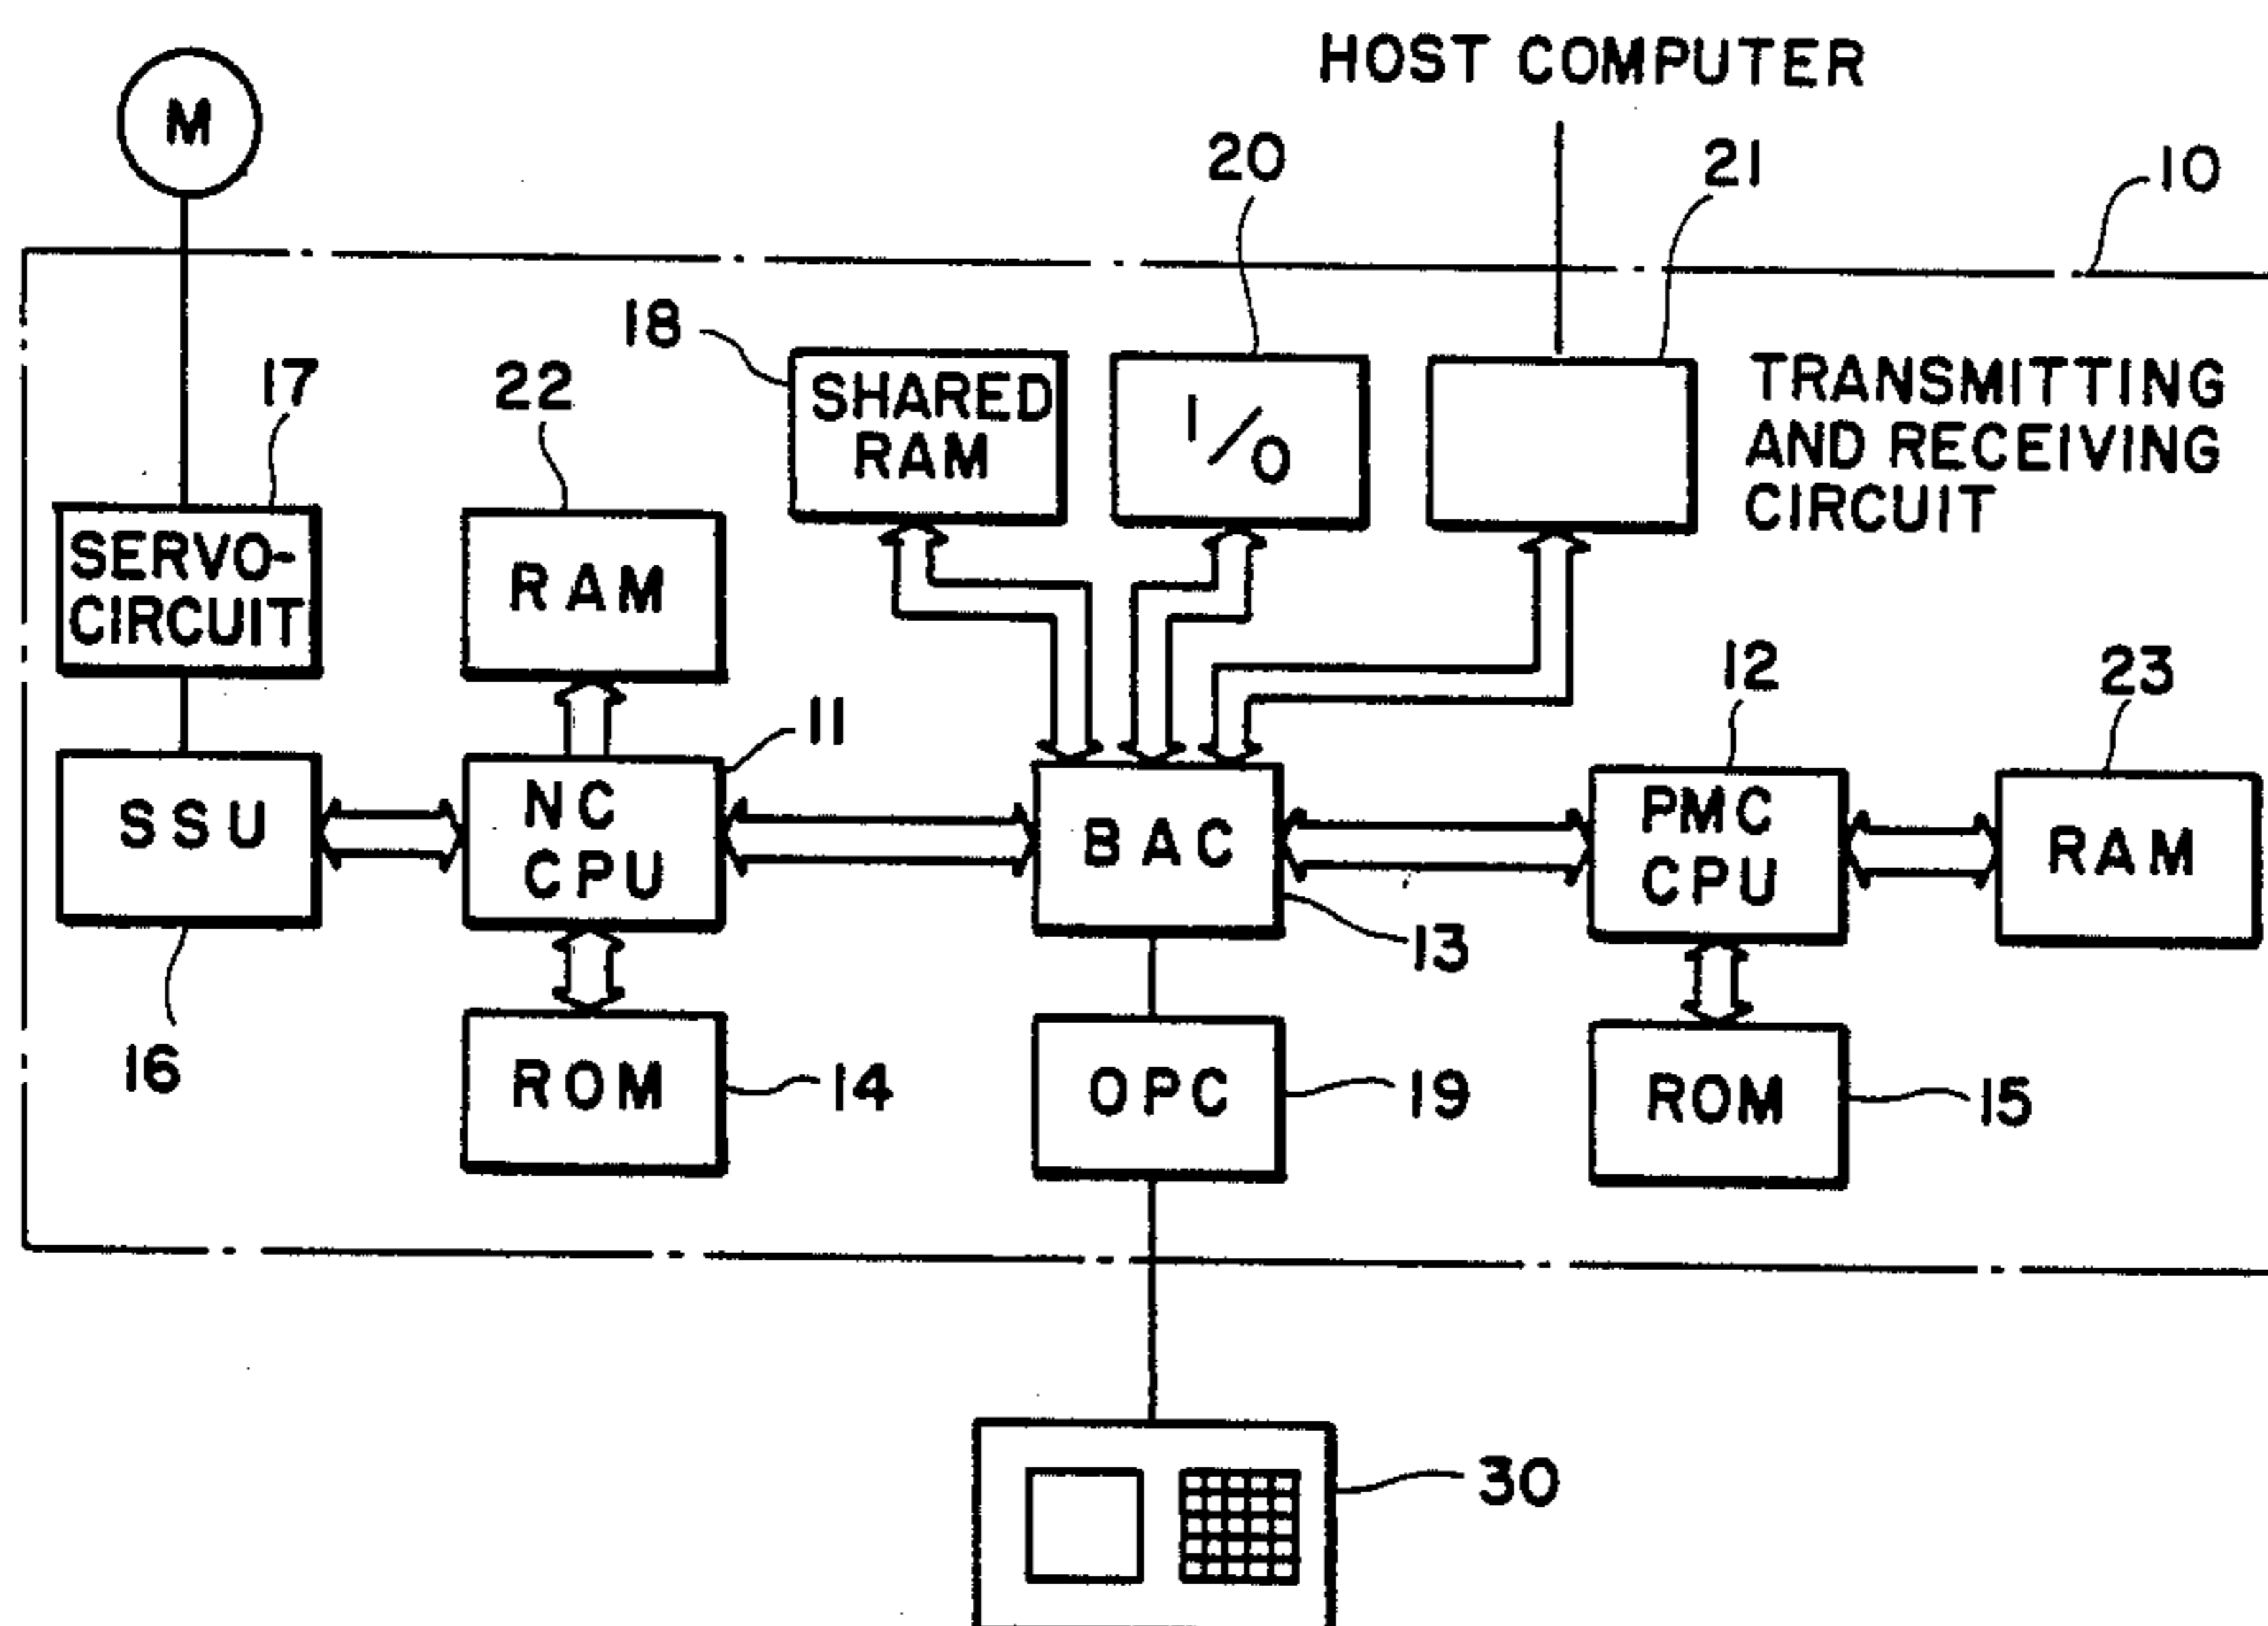 HOST COMPUTER
M
20
21
10
18
17
22
SHARED
RAM
I/O
TRANSMITTING
AND RECEIVING
CIRCUIT
SERVO-
CIRCUIT
RAM
12
23
11
SSU
NC
CPU
BAC
PMC
CPU
RAM
13
16
ROM
14
OPC
19
ROM
15
30